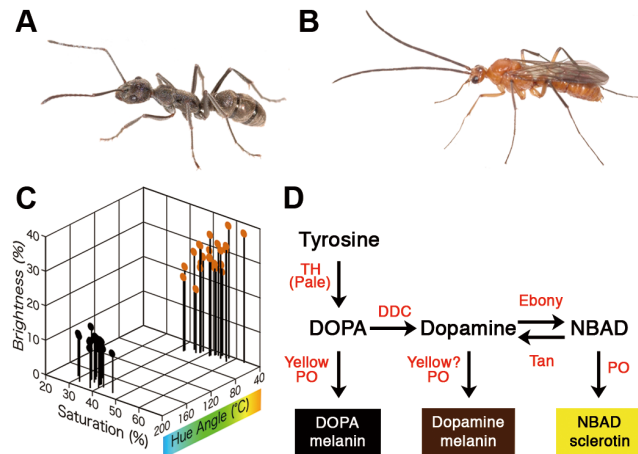 A
B
C
Brightness (%)
40
30
20
10
0
20
30
40
50
60
Saturation (%)
200
160
120
80
40
Hue Angle (°C)
D
Tyrosine
TH
(Pale)
DOPA
DDC
Dopamine
Ebony
Tan
NBAD
Yellow
PO
Yellow?
PO
PO
DOPA
melanin
Dopamine
melanin
NBAD
sclerotin